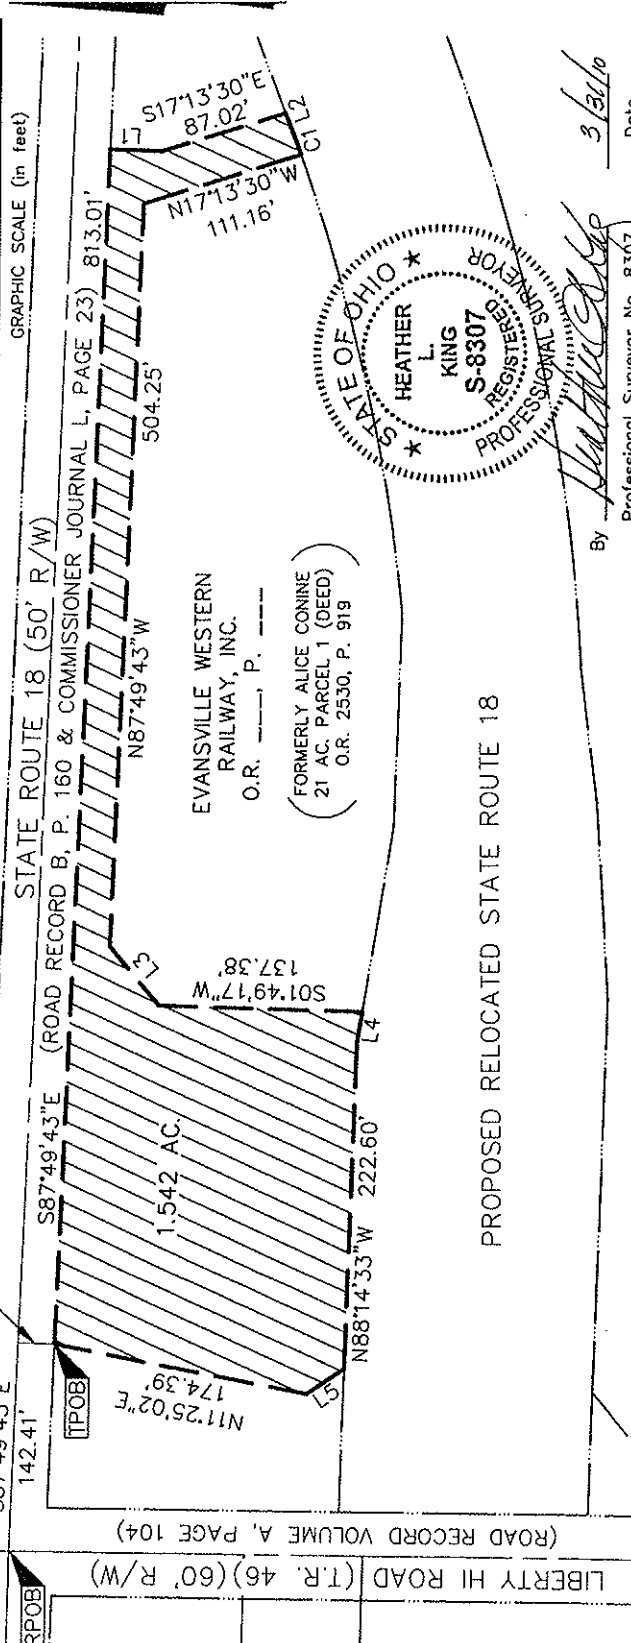 GRAPHIC SCALE (in feet)
STATE ROUTE 18 (50' R/W)
(ROAD RECORD B, P. 160 & COMMISSIONER JOURNAL L, PAGE 23) 813.01'
S87°49'43"E
142.41'
RPOB
TPOB
S87°49'43"E
L1
S17°13'30"E
87.02'
L2
C1
N17°13'30"W
111.16'
504.25'
N87°49'43"W
L3
S01°49'17"W
137.38'
L4
1.542 AC.
222.60'
N88°14'33"W
L5
N11°25'02"E
174.39'
EVANSVILLE WESTERN
RAILWAY, INC.
O.R. ___, P. ___
(FORMERLY ALICE CONINE
21 AC. PARCEL 1 (DEED)
O.R. 2530, P. 919)
PROPOSED RELOCATED STATE ROUTE 18
LIBERTY HI ROAD (T.R. 46)(60' R/W)
(ROAD RECORD VOLUME A, PAGE 104)
STATE OF OHIO
HEATHER
L.
KING
S-8307
REGISTERED
PROFESSIONAL SURVEYOR
By
Professional Surveyor No. 8307
3/31/10
Date